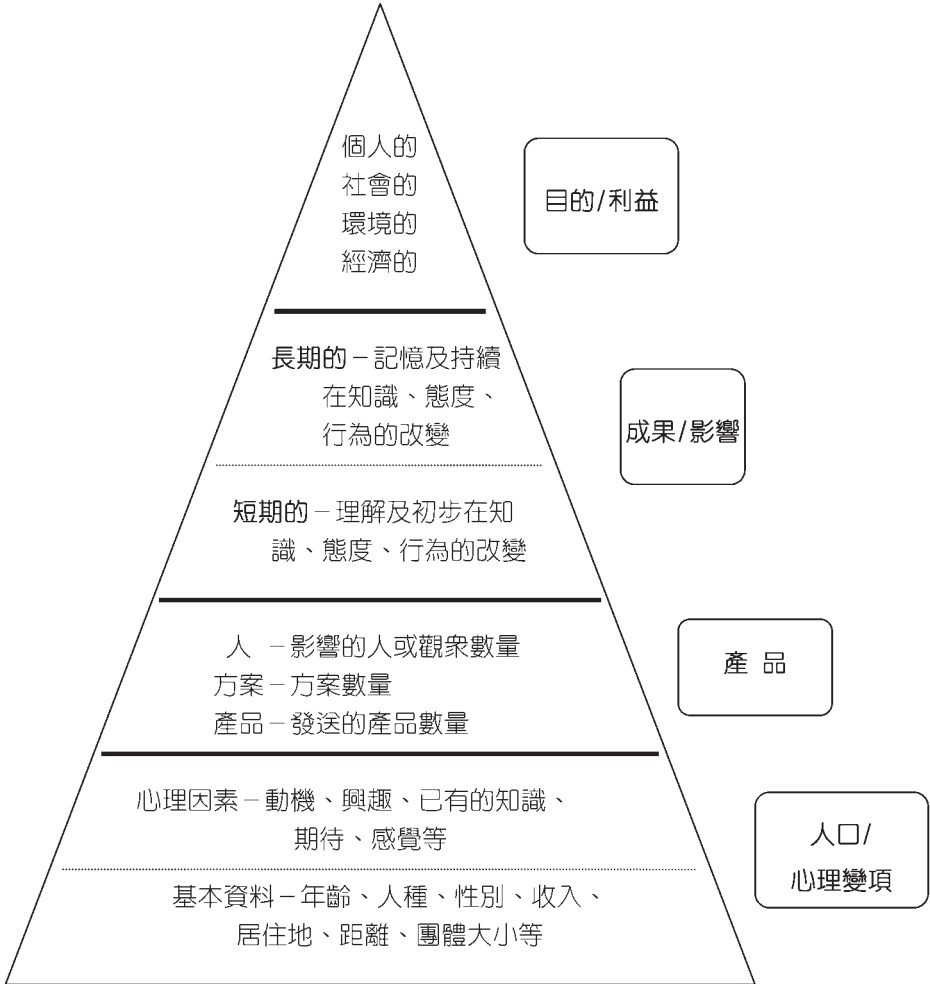 個人的
社會的
環境的
經濟的
目的/利益
長期的－記憶及持續
在知識、態度、
行為的改變
成果/影響
短期的－理解及初步在知
識、態度、行為的改變
人 －影響的人或觀眾數量
方案－方案數量
產品－發送的產品數量
產 品
心理因素－動機、興趣、已有的知識、
期待、感覺等
人口/
心理變項
基本資料－年齡、人種、性別、收入、
居住地、距離、團體大小等